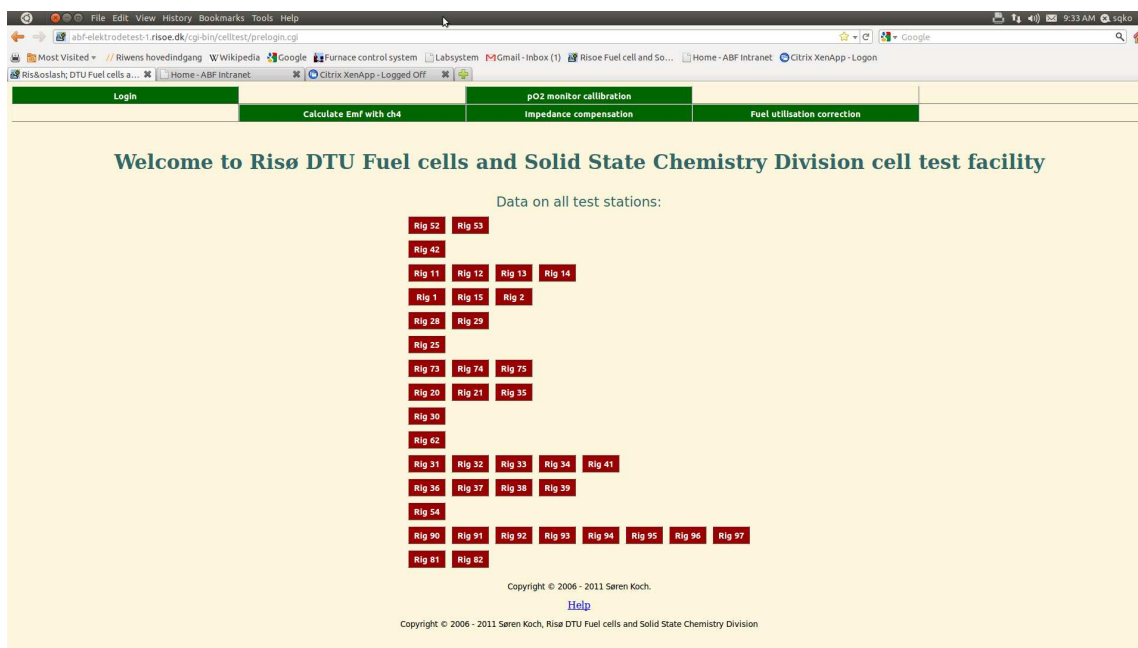 File Edit View History Bookmarks Tools Help
9:33 AM sqko
abf-elektrodetest-1.risoe.dk/cgi-bin/celltest/prelogin.cgi
Google
Most Visited // Riwens hovedindgang W Wikipedia Google Furnace control system Labsystem Gmail - Inbox (1) Risoe Fuel cell and So... Home - ABF Intranet Citrix XenApp - Logon
Ris&oslash; DTU Fuel cells a... Home - ABF Intranet Citrix XenApp - Logged Off
Login pO2 monitor callibration
Calculate Emf with ch4 Impedance compensation Fuel utilisation correction
Welcome to Risø DTU Fuel cells and Solid State Chemistry Division cell test facility
Data on all test stations:
Rig 52 Rig 53
Rig 42
Rig 11 Rig 12 Rig 13 Rig 14
Rig 1 Rig 15 Rig 2
Rig 28 Rig 29
Rig 25
Rig 73 Rig 74 Rig 75
Rig 20 Rig 21 Rig 35
Rig 30
Rig 62
Rig 31 Rig 32 Rig 33 Rig 34 Rig 41
Rig 36 Rig 37 Rig 38 Rig 39
Rig 54
Rig 90 Rig 91 Rig 92 Rig 93 Rig 94 Rig 95 Rig 96 Rig 97
Rig 81 Rig 82
Copyright © 2006 - 2011 Søren Koch.
Help
Copyright © 2006 - 2011 Søren Koch, Risø DTU Fuel cells and Solid State Chemistry Division